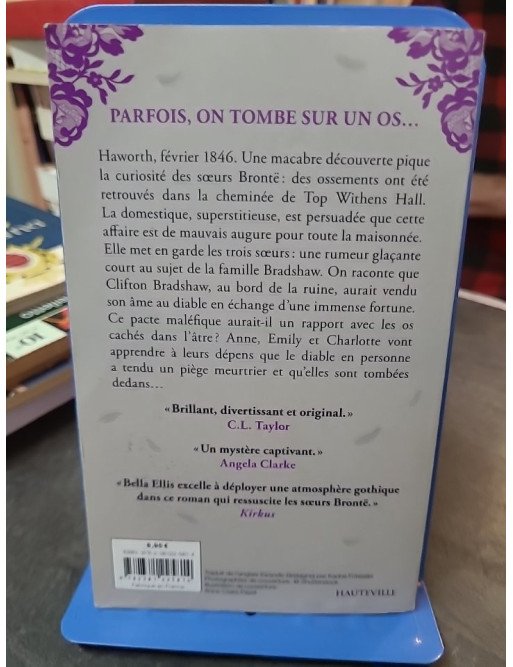 PARFOIS, ON TOMBE SUR UN OS…
Haworth, février 1846. Une macabre découverte pique
la curiosité des sœurs Brontë : des ossements ont été
retrouvés dans la cheminée de Top Withens Hall.
La domestique, superstitieuse, est persuadée que cette
affaire est de mauvais augure pour toute la maisonnée.
Elle met en garde les trois sœurs : une rumeur glaçante
court au sujet de la famille Bradshaw. On raconte que
Clifton Bradshaw, au bord de la ruine, aurait vendu
son âme au diable en échange d'une immense fortune.
Ce pacte maléfique aurait-il un rapport avec les os
cachés dans l'âtre ? Anne, Emily et Charlotte vont
apprendre à leurs dépens que le diable en personne
a tendu un piège meurtrier et qu'elles sont tombées
dedans…
« Brillant, divertissant et original. »
C.L. Taylor
« Un mystère captivant. »
Angela Clarke
« Bella Ellis excelle à déployer une atmosphère gothique
dans ce roman qui ressuscite les sœurs Brontë. »
Kirkus
HAUTEVILLE